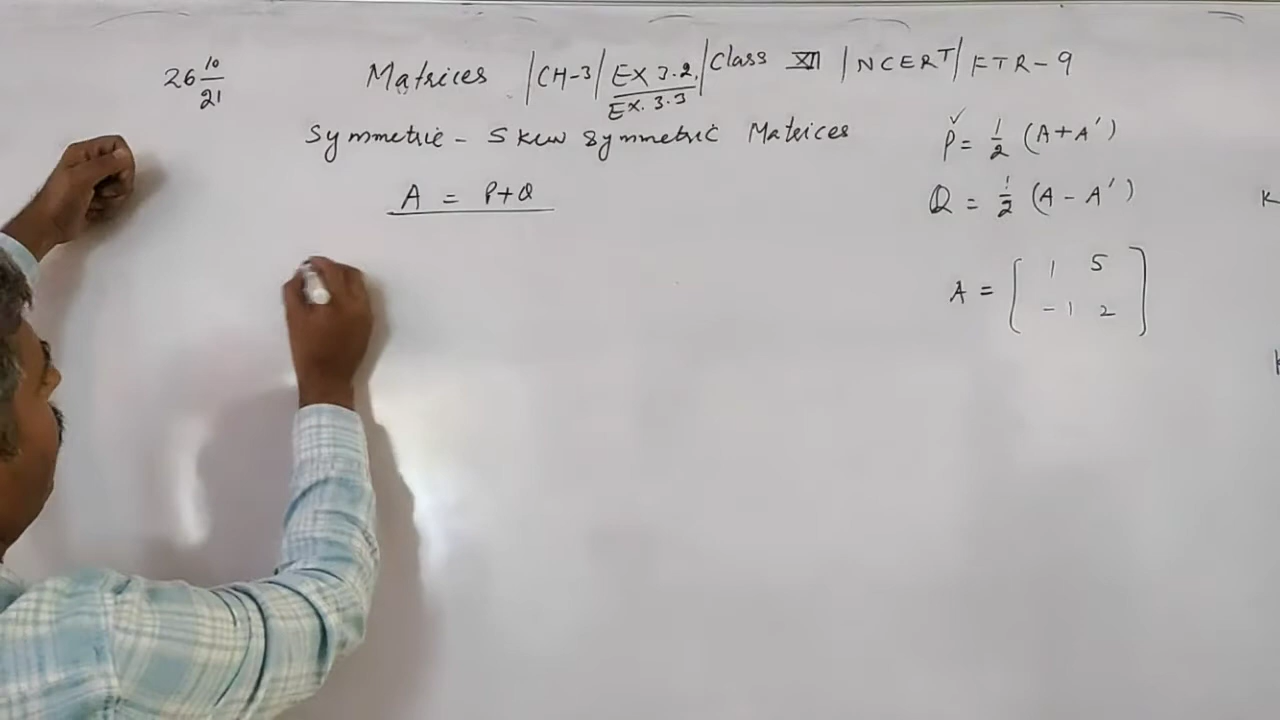 26 10/21 Matrices /CH-3/ EX 3.2, /Class XII /NCERT/ KTR-9
Ex. 3.3
Symmetric - Skew Symmetric Matrices
P = 1/2 (A+A')
A = P+Q
Q = 1/2 (A - A')
A = [ 1 5
-1 2 ]